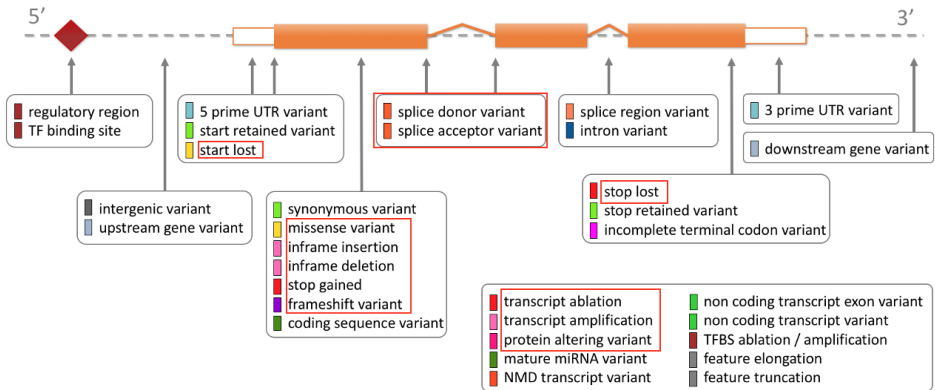 5’
3’
regulatory region
TF binding site
5 prime UTR variant
start retained variant
start lost
splice donor variant
splice acceptor variant
splice region variant
intron variant
3 prime UTR variant
downstream gene variant
intergenic variant
upstream gene variant
synonymous variant
missense variant
inframe insertion
inframe deletion
stop gained
frameshift variant
coding sequence variant
stop lost
stop retained variant
incomplete terminal codon variant
transcript ablation
transcript amplification
protein altering variant
mature miRNA variant
NMD transcript variant
non coding transcript exon variant
non coding transcript variant
TFBS ablation / amplification
feature elongation
feature truncation